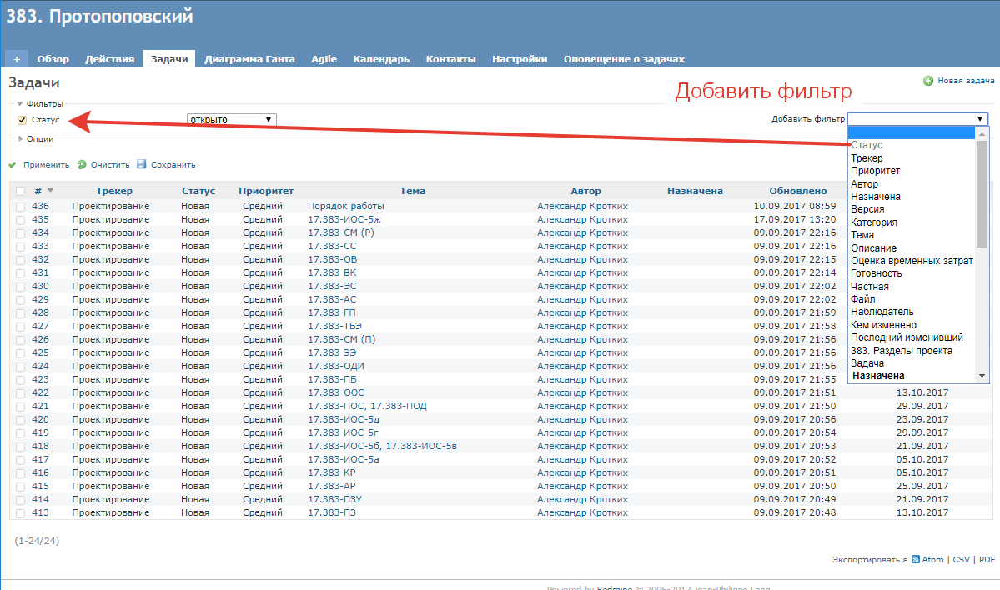 383. Протопоповский
+ Обзор Действия Задачи Диаграмма Ганта Agile Календарь Контакты Настройки Оповещение о задачах
Задачи
Новая задача
Добавить фильтр
Фильтры
Статус открыто Добавить фильтр
Опции
Статус
Трекер
Приоритет
Автор
Назначена
Версия
Категория
Тема
Описание
Оценка временных затрат
Готовность
Частная
Файл
Наблюдатель
Кем изменено
Последний изменивший
383. Разделы проекта
Задача
Назначена
Применить Очистить Сохранить
# Трекер Статус Приоритет Тема Автор Назначена Обновлено
436 Проектирование Новая Средний Порядок работы Александр Кротких 10.09.2017 08:59
435 Проектирование Новая Средний 17.383-ИОС-5ж Александр Кротких 17.09.2017 13:20
434 Проектирование Новая Средний 17.383-СМ (Р) Александр Кротких 09.09.2017 22:16
433 Проектирование Новая Средний 17.383-СС Александр Кротких 09.09.2017 22:16
432 Проектирование Новая Средний 17.383-ОВ Александр Кротких 09.09.2017 22:15
431 Проектирование Новая Средний 17.383-ВК Александр Кротких 09.09.2017 22:14
430 Проектирование Новая Средний 17.383-ЭС Александр Кротких 09.09.2017 22:02
429 Проектирование Новая Средний 17.383-АС Александр Кротких 09.09.2017 22:02
428 Проектирование Новая Средний 17.383-ГП Александр Кротких 09.09.2017 21:59
427 Проектирование Новая Средний 17.383-ТБЭ Александр Кротких 09.09.2017 21:58
426 Проектирование Новая Средний 17.383-СМ (П) Александр Кротких 09.09.2017 21:56
425 Проектирование Новая Средний 17.383-ЭЭ Александр Кротких 09.09.2017 21:56
424 Проектирование Новая Средний 17.383-ОДИ Александр Кротких 09.09.2017 21:56
423 Проектирование Новая Средний 17.383-ПБ Александр Кротких 09.09.2017 21:55
422 Проектирование Новая Средний 17.383-ООС Александр Кротких 09.09.2017 21:51 13.10.2017
421 Проектирование Новая Средний 17.383-ПОС, 17.383-ПОД Александр Кротких 09.09.2017 21:50 29.09.2017
420 Проектирование Новая Средний 17.383-ИОС-5д Александр Кротких 09.09.2017 20:56 23.09.2017
419 Проектирование Новая Средний 17.383-ИОС-5г Александр Кротких 09.09.2017 20:54 29.09.2017
418 Проектирование Новая Средний 17.383-ИОС-5б, 17.383-ИОС-5в Александр Кротких 09.09.2017 20:53 21.09.2017
417 Проектирование Новая Средний 17.383-ИОС-5а Александр Кротких 09.09.2017 20:52 05.10.2017
416 Проектирование Новая Средний 17.383-КР Александр Кротких 09.09.2017 20:51 05.10.2017
415 Проектирование Новая Средний 17.383-АР Александр Кротких 09.09.2017 20:50 25.09.2017
414 Проектирование Новая Средний 17.383-ПЗУ Александр Кротких 09.09.2017 20:49 21.09.2017
413 Проектирование Новая Средний 17.383-ПЗ Александр Кротких 09.09.2017 20:48 13.10.2017
(1-24/24)
Экспортировать в Atom | CSV | PDF
Powered by Redmine © 2006-2017 Jean-Philippe Lang